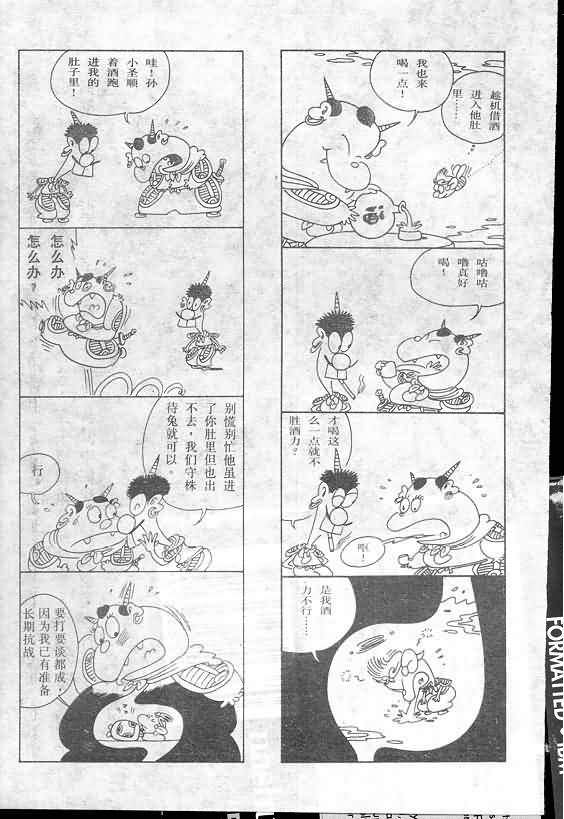 趁机借酒
进入他肚
里……
我也来
喝一点！
咕噜咕
噜真好
喝！
才喝这
么一点就不
胜酒力？
呕！
是我酒
力不行……
哇！孙
小圣顺
着酒跑
进我的
肚子里！
怎么办
怎么办？
别慌别忙他虽进
了你肚里但也出
不去，我们守株
待兔就可以。
行
要打要谈都成，
因为我已有准备
长期抗战。
FORMATTED •